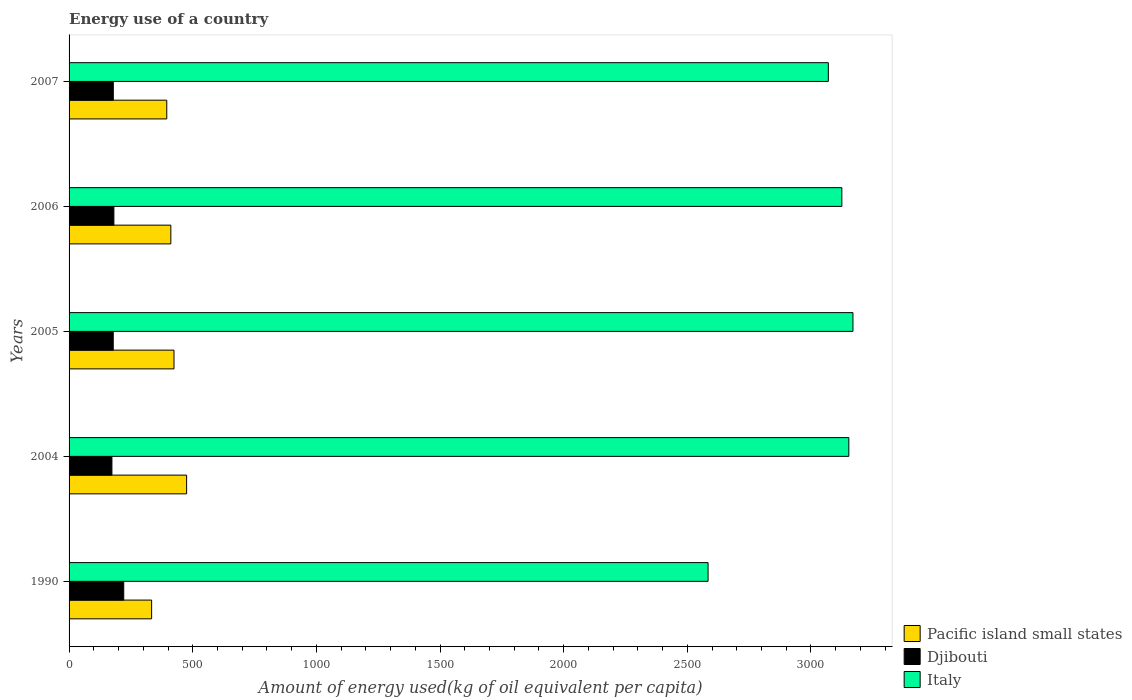 Energy use of a country
2007
2006
2005
2004
1990
Years
0
500
1000
1500
2000
2500
3000
Amount of energy used(kg of oil equivalent per capita)
Pacific island small states
Djibouti
Italy